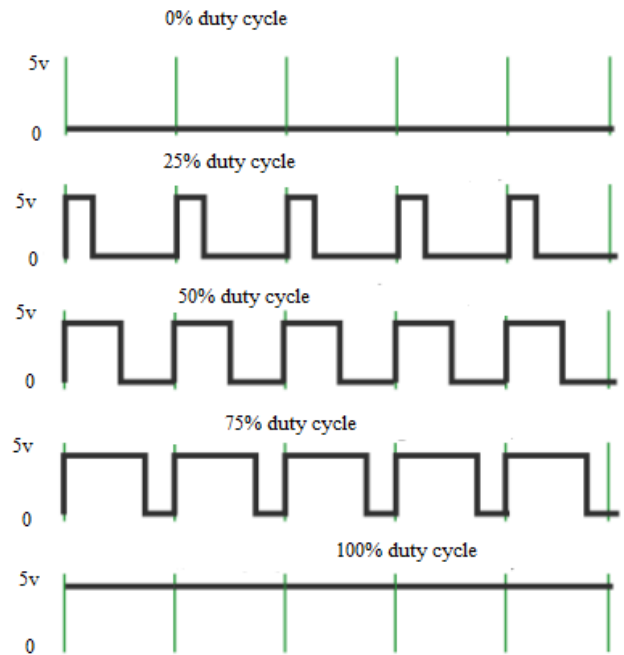 0% duty cycle
5v
0
25% duty cycle
5v
0
50% duty cycle
5v
0
75% duty cycle
5v
0
100% duty cycle
5v
0